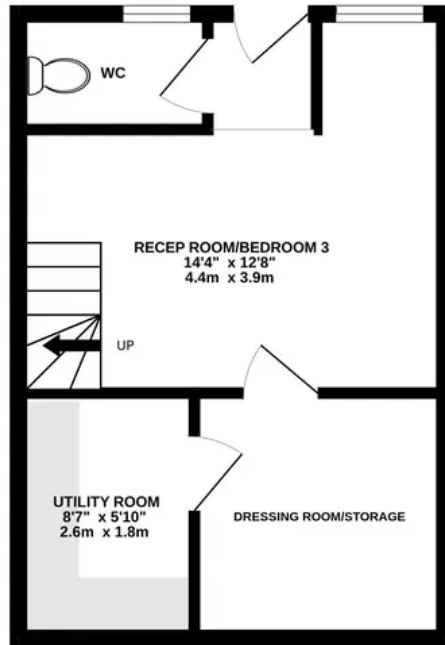 WC
RECEP ROOM/BEDROOM 3
14'4" x 12'8"
4.4m x 3.9m
UP
UTILITY ROOM
8'7" x 5'10"
2.6m x 1.8m
DRESSING ROOM/STORAGE